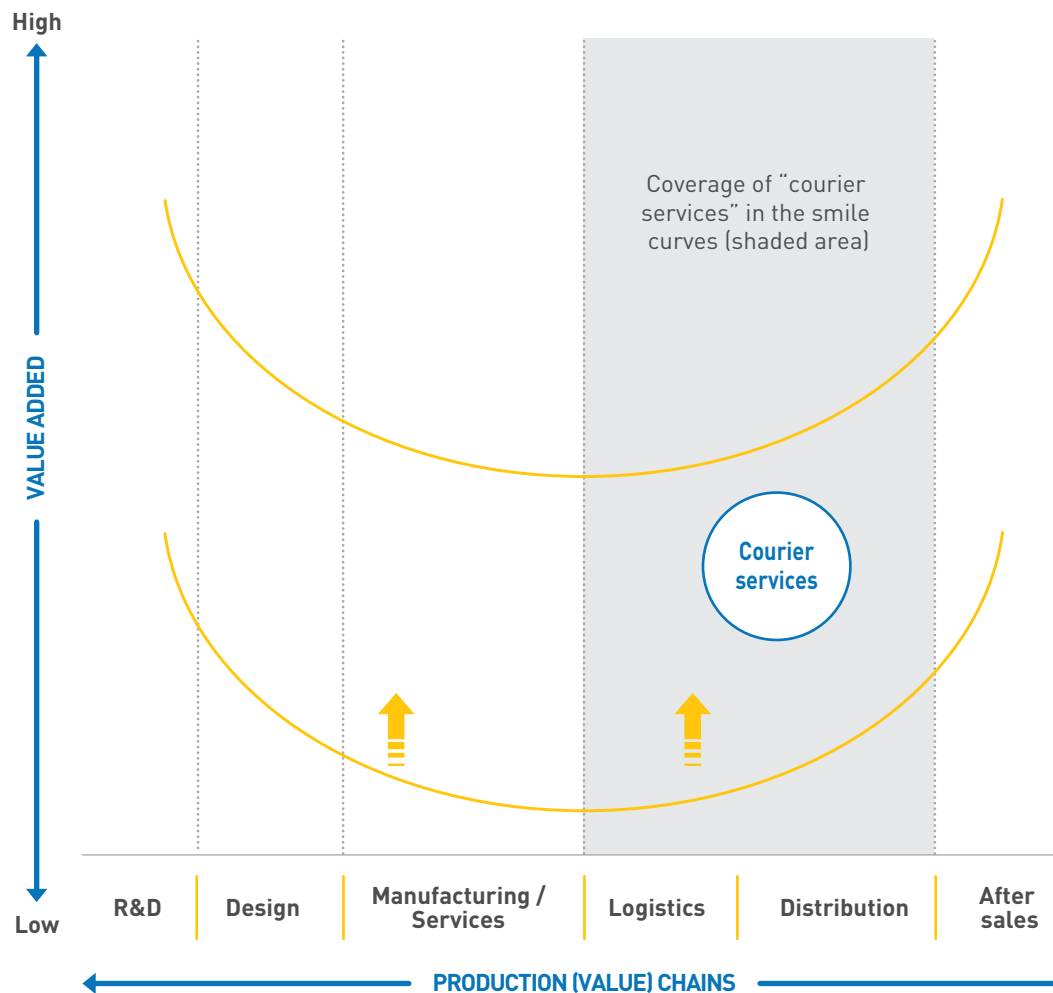 High
VALUE ADDED
Low
Coverage of “courier
services” in the smile
curves (shaded area)
Courier
services
R&D
Design
Manufacturing /
Services
Logistics
Distribution
After
sales
PRODUCTION (VALUE) CHAINS